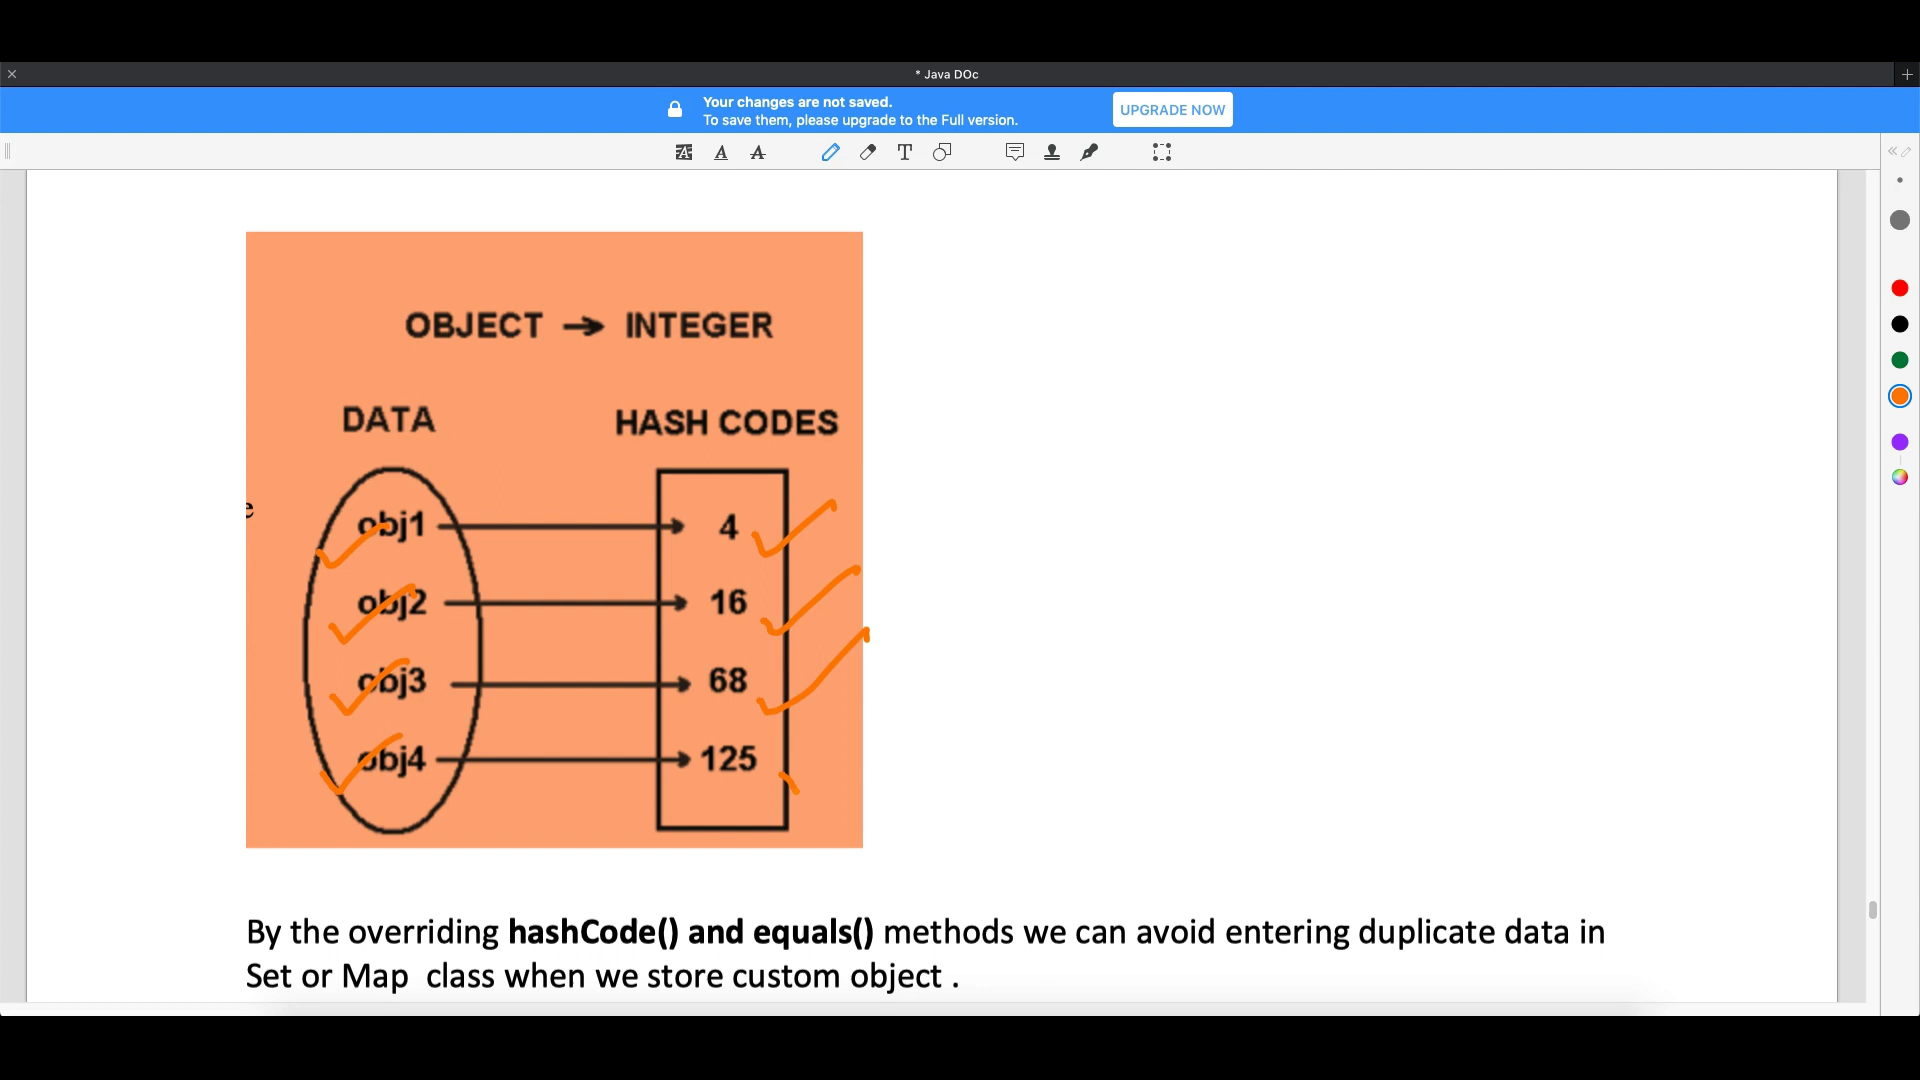 * Java DOc
Your changes are not saved.
To save them, please upgrade to the Full version.
UPGRADE NOW
OBJECT → INTEGER
DATA HASH CODES
e
obj1 4
obj2 16
obj3 68
obj4 125
By the overriding hashCode() and equals() methods we can avoid entering duplicate data in
Set or Map class when we store custom object .